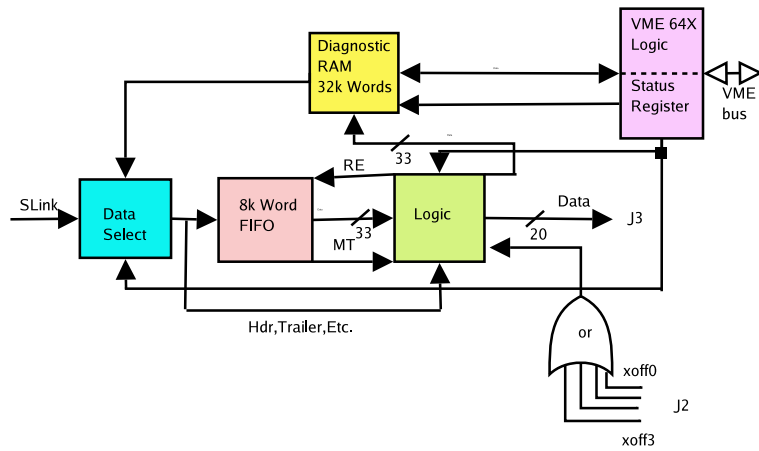 Diagnostic
RAM
32k Words
VME 64X
Logic
Status
Register
VME
bus
33
RE
SLink
Data
Select
8k Word
FIFO
33
MT
Logic
Data
20
J3
Hdr,Trailer,Etc.
or
xoff0
J2
xoff3